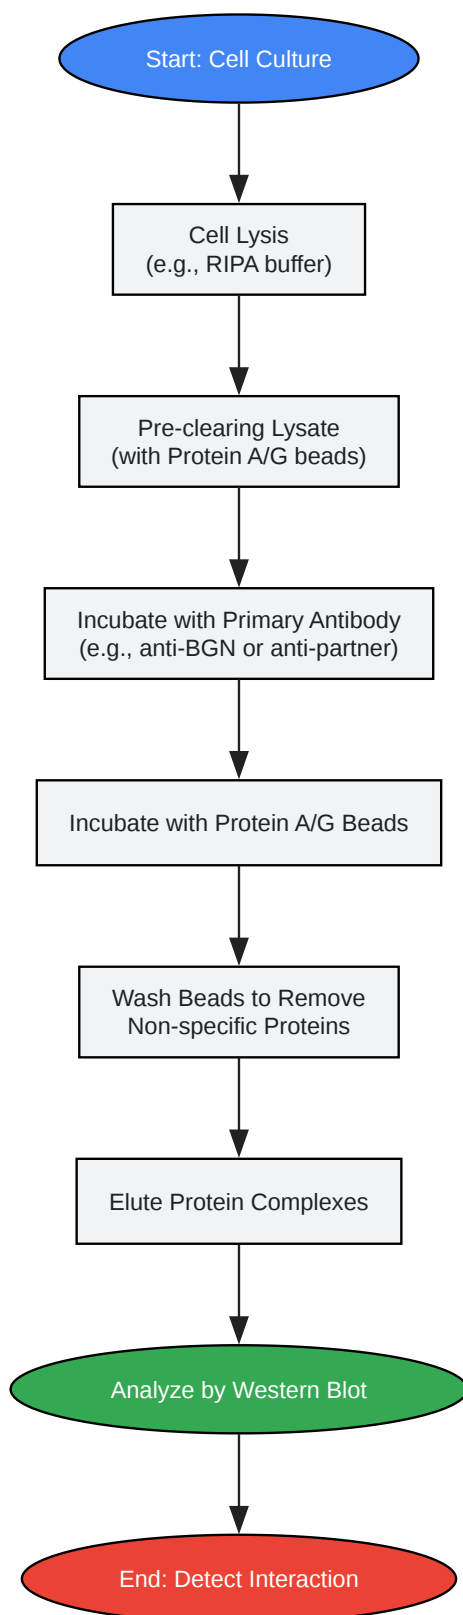 Start: Cell Culture
Cell Lysis
(e.g., RIPA buffer)
Pre-clearing Lysate
(with Protein A/G beads)
Incubate with Primary Antibody
(e.g., anti-BGN or anti-partner)
Incubate with Protein A/G Beads
Wash Beads to Remove
Non-specific Proteins
Elute Protein Complexes
Analyze by Western Blot
End: Detect Interaction